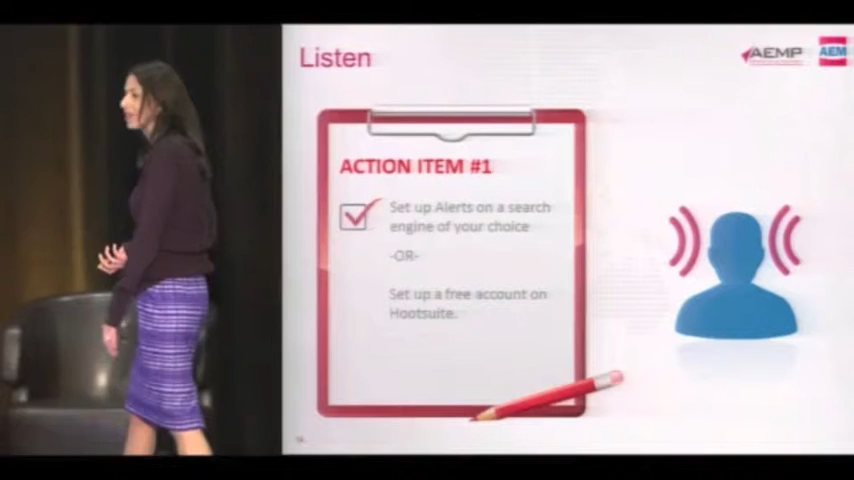 Listen
AEMP
AEM
ACTION ITEM #1
Set up Alerts on a search
engine of your choice
-OR-
Set up a free account on
Hootsuite.